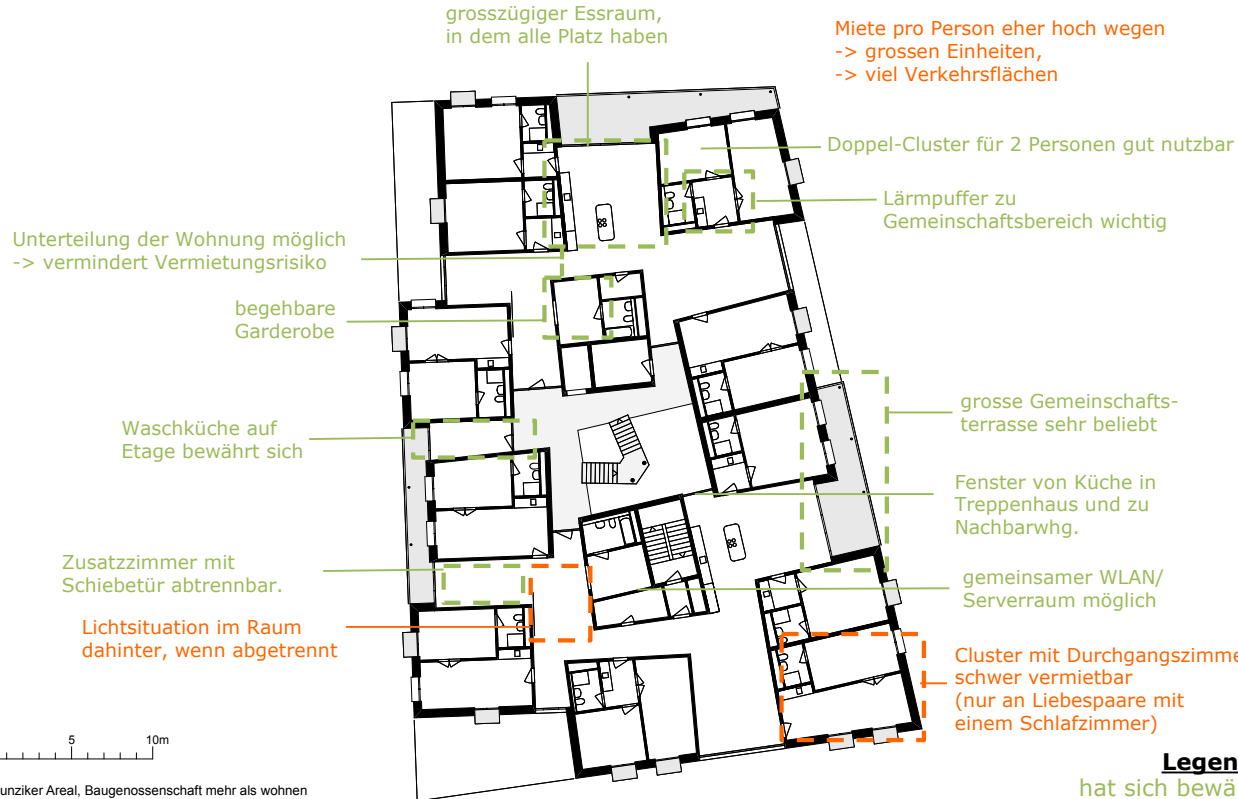 grosszügiger Essraum,
in dem alle Platz haben
Miete pro Person eher hoch wegen
-> grossen Einheiten,
-> viel Verkehrsflächen
Doppel-Cluster für 2 Personen gut nutzbar
Lärmpuffer zu
Gemeinschaftsbereich wichtig
Unterteilung der Wohnung möglich
-> vermindert Vermietungsrisiko
begehbare
Garderobe
grosse Gemeinschafts-
terrasse sehr beliebt
Waschküche auf
Etage bewährt sich
Fenster von Küche in
Treppenhaus und zu
Nachbarwhg.
Zusatzzimmer mit
Schiebetür abtrennbar.
gemeinsamer WLAN/
Serverraum möglich
Lichtsituation im Raum
dahinter, wenn abgetrennt
Cluster mit Durchgangszimme
schwer vermietbar
(nur an Liebespaare mit
einem Schlafzimmer)
5 10m
unziker Areal, Baugenossenschaft mehr als wohnen
Legen
hat sich bewä